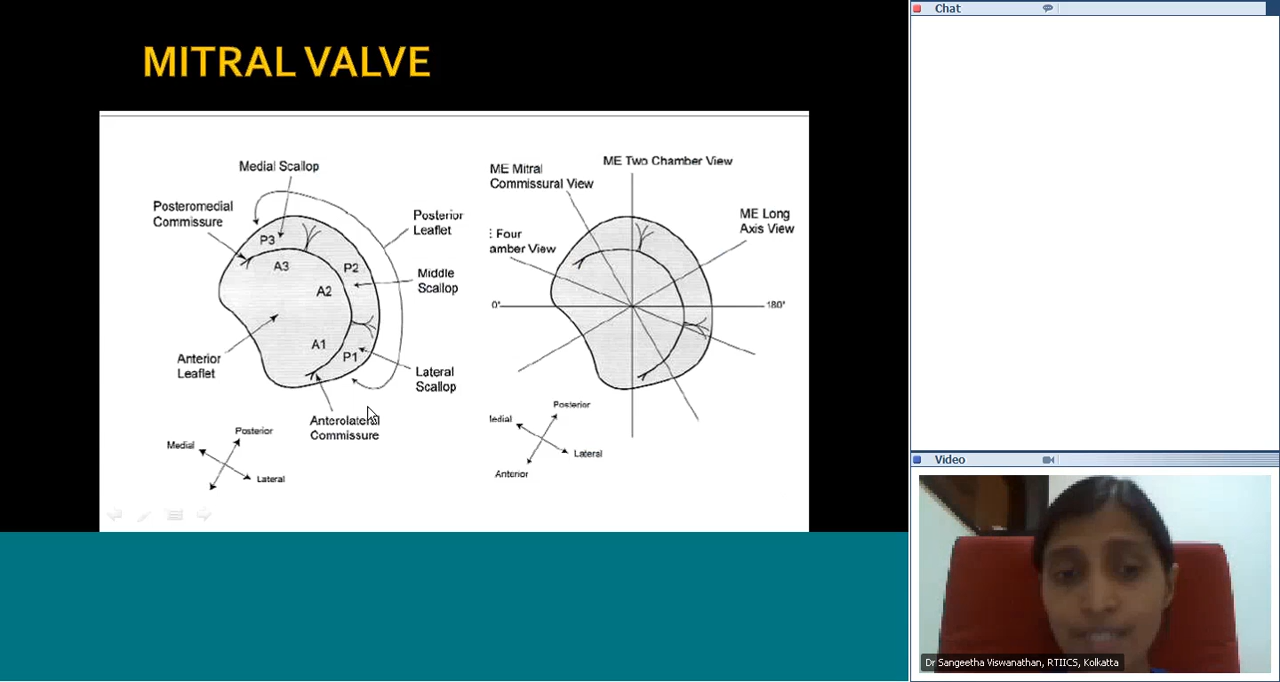 MITRAL VALVE
Medial Scallop
Posteromedial
Commissure
P3
A3
P2
A2
A1
P1
Posterior
Leaflet
Middle
Scallop
Anterior
Leaflet
Lateral
Scallop
Anterolateral
Commissure
Posterior
Medial
Lateral
ME Two Chamber View
ME Mitral
Commissural View
ME Long
Axis View
Four
amber View
0°
180°
Posterior
Medial
Lateral
Anterior
Chat
Video
Dr Sangeetha Viswanathan, RTIICS, Kolkatta